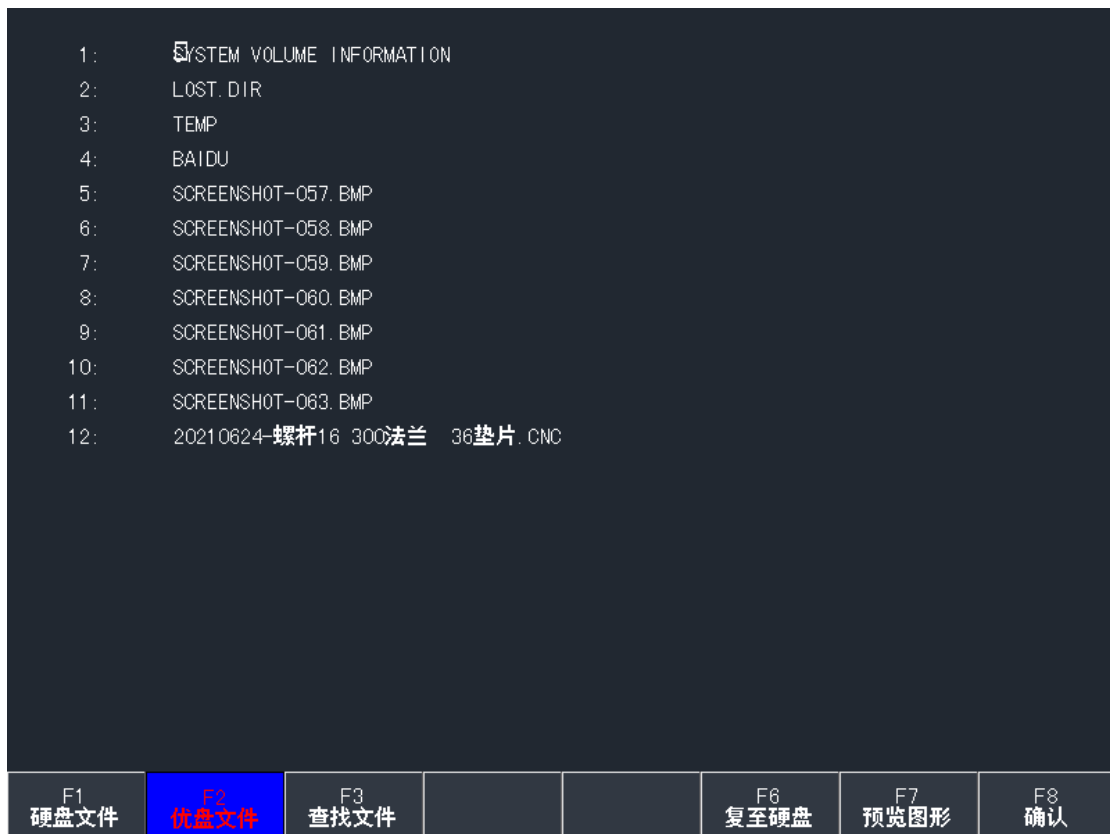 1: SYSTEM VOLUME INFORMATION
2: LOST.DIR
3: TEMP
4: BAIDU
5: SCREENSHOT-057.BMP
6: SCREENSHOT-058.BMP
7: SCREENSHOT-059.BMP
8: SCREENSHOT-060.BMP
9: SCREENSHOT-061.BMP
10: SCREENSHOT-062.BMP
11: SCREENSHOT-063.BMP
12: 20210624-螺杆16 300法兰 36垫片.CNC
F1 F2 F3 F6 F7 F8
硬盘文件 优盘文件 查找文件 复至硬盘 预览图形 确认